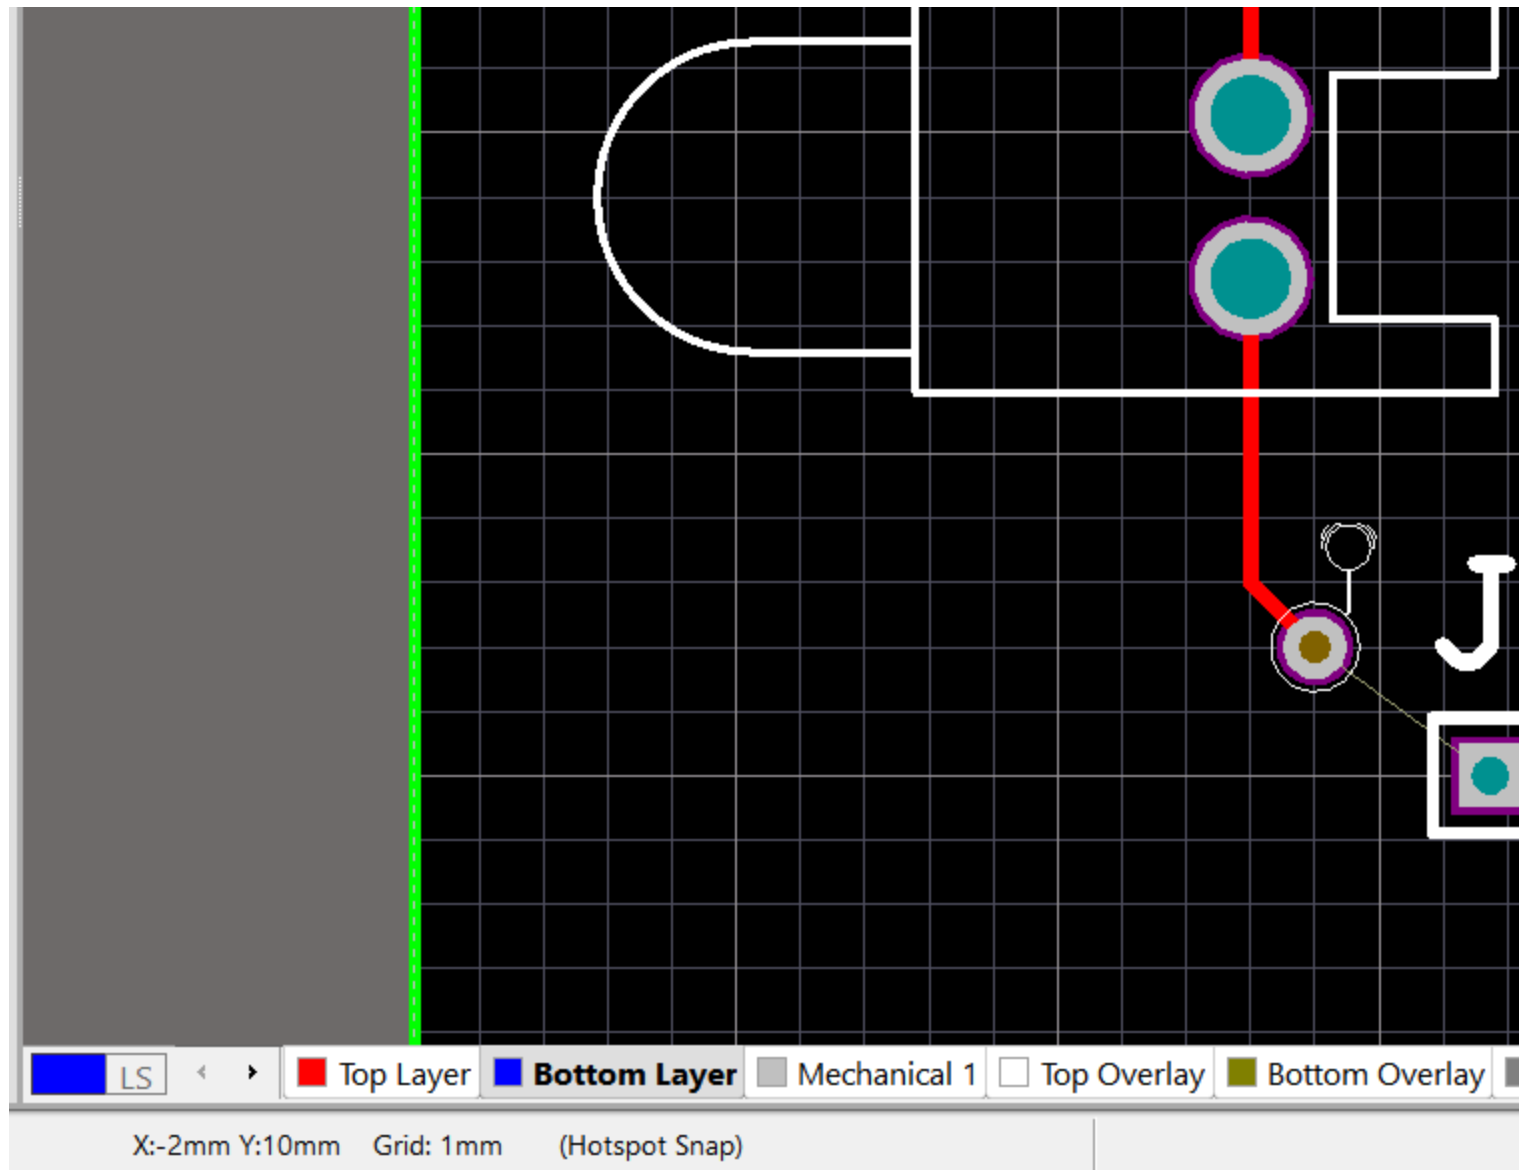 J
LS Top Layer Bottom Layer Mechanical 1 Top Overlay Bottom Overlay
X:-2mm Y:10mm Grid: 1mm (Hotspot Snap)